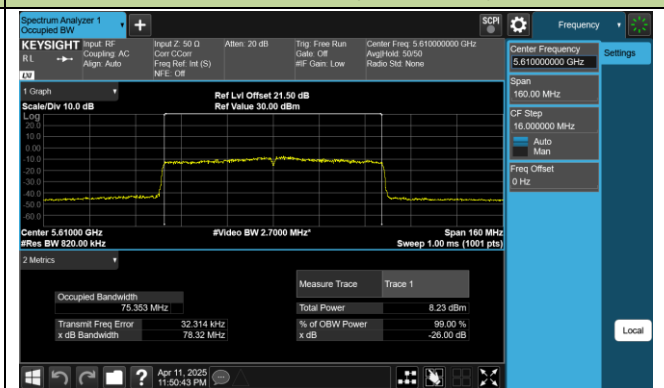 Spectrum Analyzer 1
Occupied BW
+
SCPI
Frequency
KEYSIGHT Input: RF Input Z: 50 Ω Atten: 20 dB Trig: Free Run Center Freq: 5.610000000 GHz
RL Coupling: AC Corr CCorr Gate: Off Avg|Hold: 50/50
Align: Auto Freq Ref: Int (S) #IF Gain: Low Radio Std: None
NFE: Off
LXI
Center Frequency
5.610000000 GHz
Settings
Span
160.00 MHz
CF Step
16.000000 MHz
Auto
Man
Freq Offset
0 Hz
1 Graph
Ref Lvl Offset 21.50 dB
Scale/Div 10.0 dB Ref Value 30.00 dBm
Log
20.0
10.0
0.00
-10.0
-20.0
-30.0
-40.0
-50.0
-60.0
Center 5.61000 GHz #Video BW 2.7000 MHz* Span 160 MHz
#Res BW 820.00 kHz Sweep 1.00 ms (1001 pts)
2 Metrics
Measure Trace Trace 1
Occupied Bandwidth
75.353 MHz
Total Power 8.23 dBm
Transmit Freq Error 32.314 kHz % of OBW Power 99.00 %
x dB Bandwidth 78.32 MHz x dB -26.00 dB
Local
?
Apr 11, 2025
11:50:43 PM